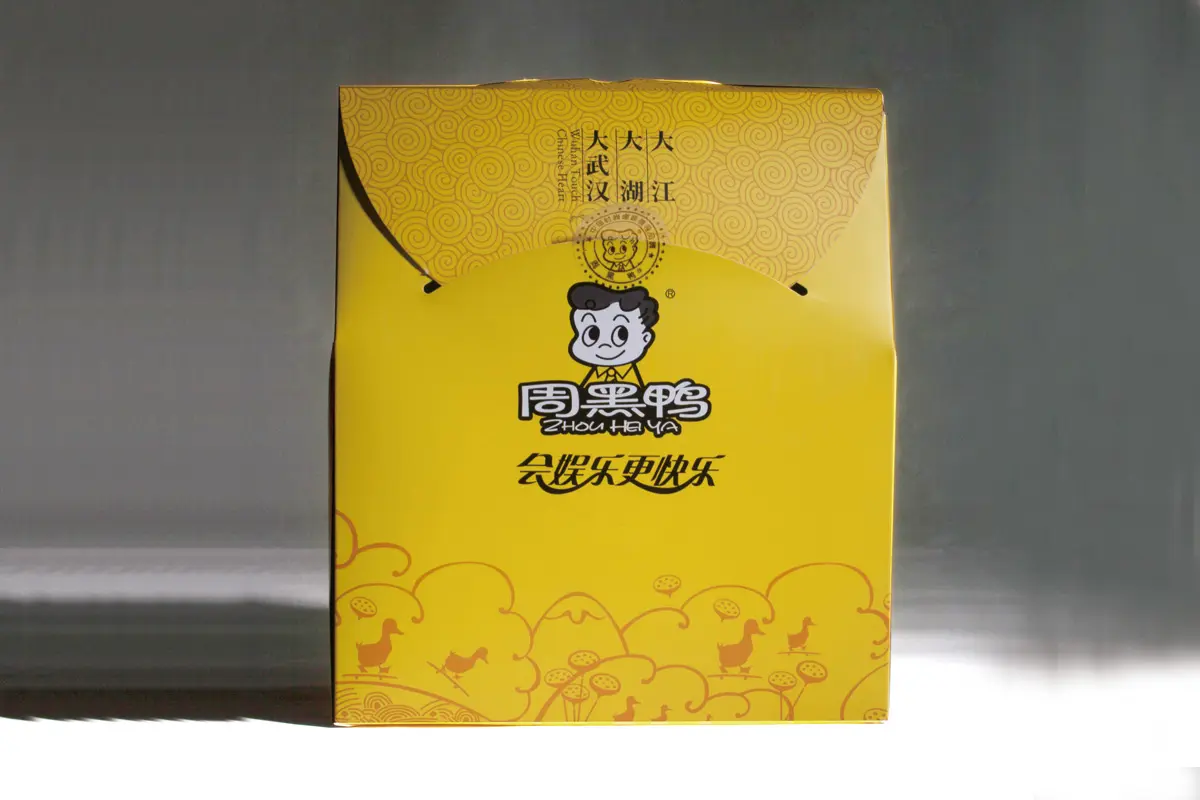 大江
大湖
大武汉
Wuhan Touch
Chinese Heart
®
周黑鸭
ZHOU HEI YA
会娱乐更快乐